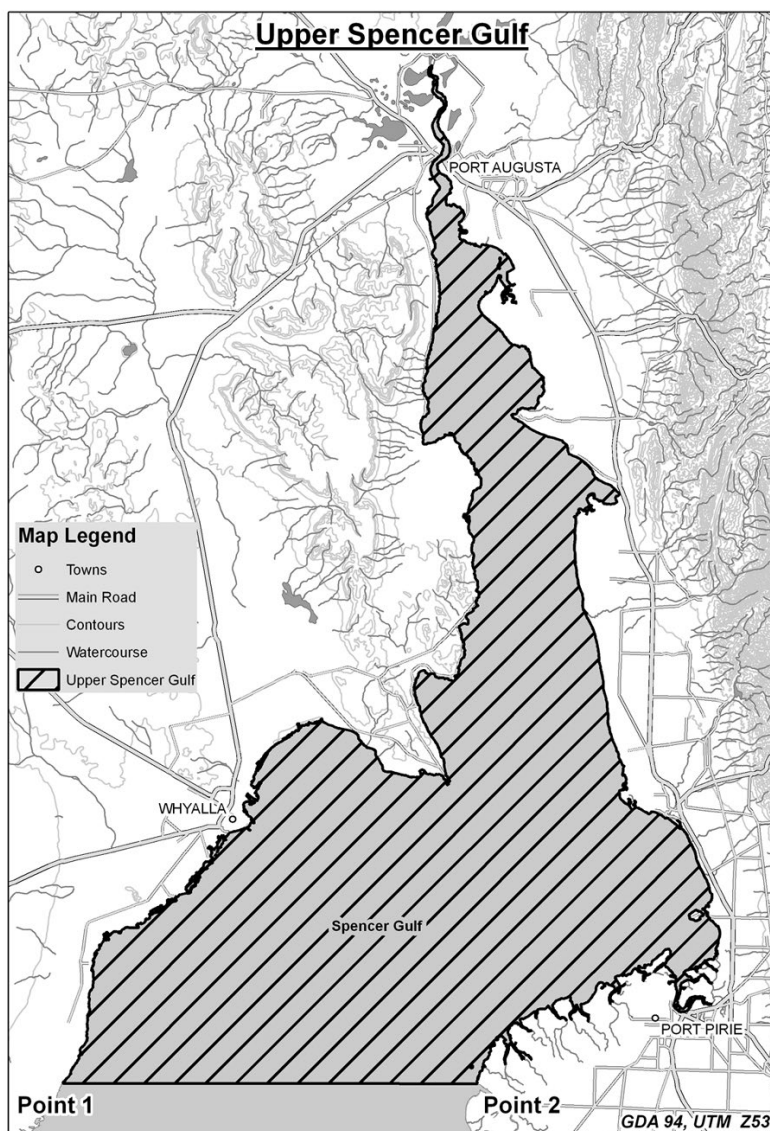 Upper Spencer Gulf
PORT AUGUSTA
Map Legend
Towns
Main Road
Contours
Watercourse
Upper Spencer Gulf
WHYALLA
Spencer Gulf
PORT PIRIE
Point 1
Point 2
GDA 94, UTM Z53